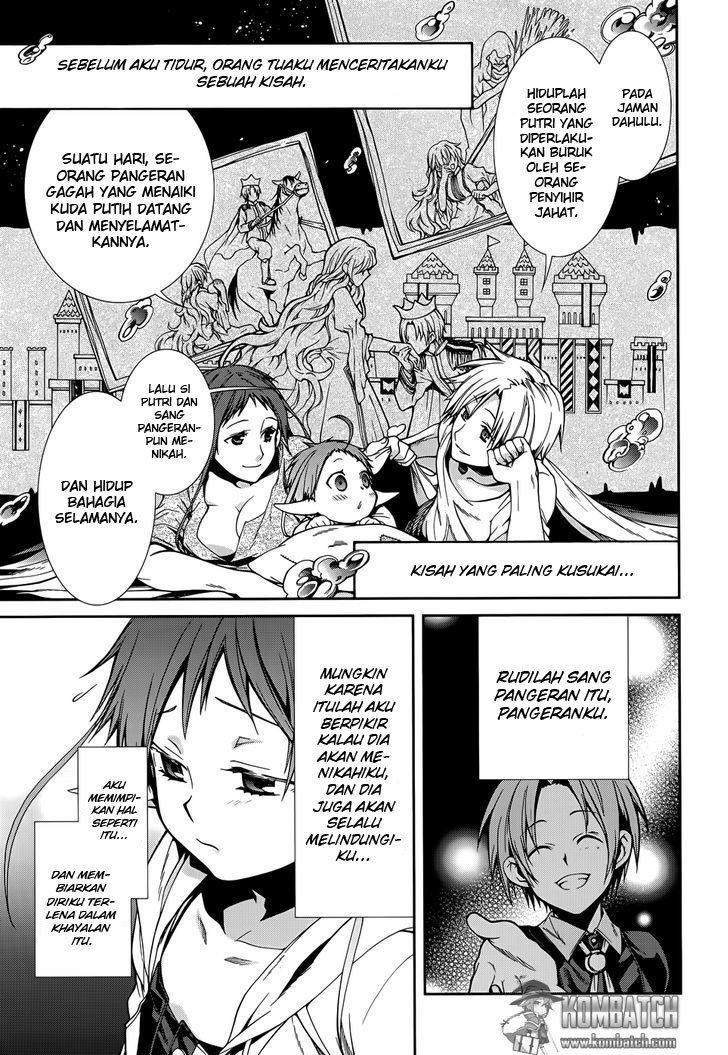 SEBELUM AKU TIDUR, ORANG TUAKU MENCERITAKANKU
SEBUAH KISAH.
PADA
JAMAN
DAHULU.
HIDUPLAH
SEORANG
PUTRI YANG
DIPERLAKU-
KAN BURUK
OLEH SE-
ORANG
PENYIHIR
JAHAT.
SUATU HARI, SE-
ORANG PANGERAN
GAGAH YANG MENAIKI
KUDA PUTIH DATANG
DAN MENYELAMAT-
KANNYA.
LALU SI
PUTRI DAN
SANG
PANGERAN-
PUN ME-
NIKAH.
DAN HIDUP
BAHAGIA
SELAMANYA.
KISAH YANG PALING KUSUKAI...
RUDILAH SANG
PANGERAN ITU,
PANGERANKU.
MUNGKIN
KARENA
ITULAH AKU
BERPIKIR
KALAU DIA
AKAN ME-
NIKAHIKU,
DAN DIA
JUGA AKAN
SELALU
MELINDUNGI-
KU...
AKU
MEMIMPI-
KAN HAL
SEPERTI
ITU...
DAN MEM-
BIARKAN
DIRIKU TER-
LENA DALAM
KHAYALAN
ITU.
KOMBATCH
www.kombatch.com